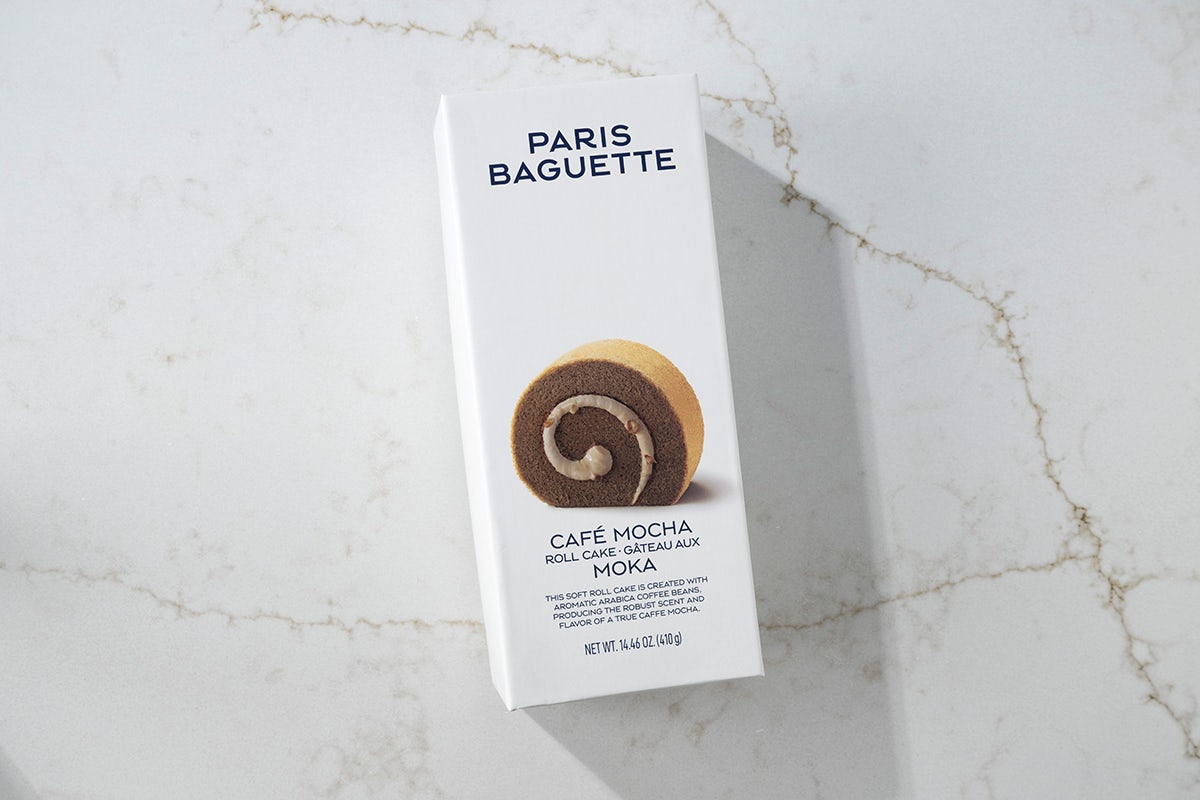 PARIS
BAGUETTE
CAFÉ MOCHA
ROLL CAKE · GÂTEAU AUX
MOKA
THIS SOFT ROLL CAKE IS CREATED WITH
AROMATIC ARABICA COFFEE BEANS,
PRODUCING THE ROBUST SCENT AND
FLAVOR OF A TRUE CAFFE MOCHA.
NET WT. 14.46 OZ. (410 g)